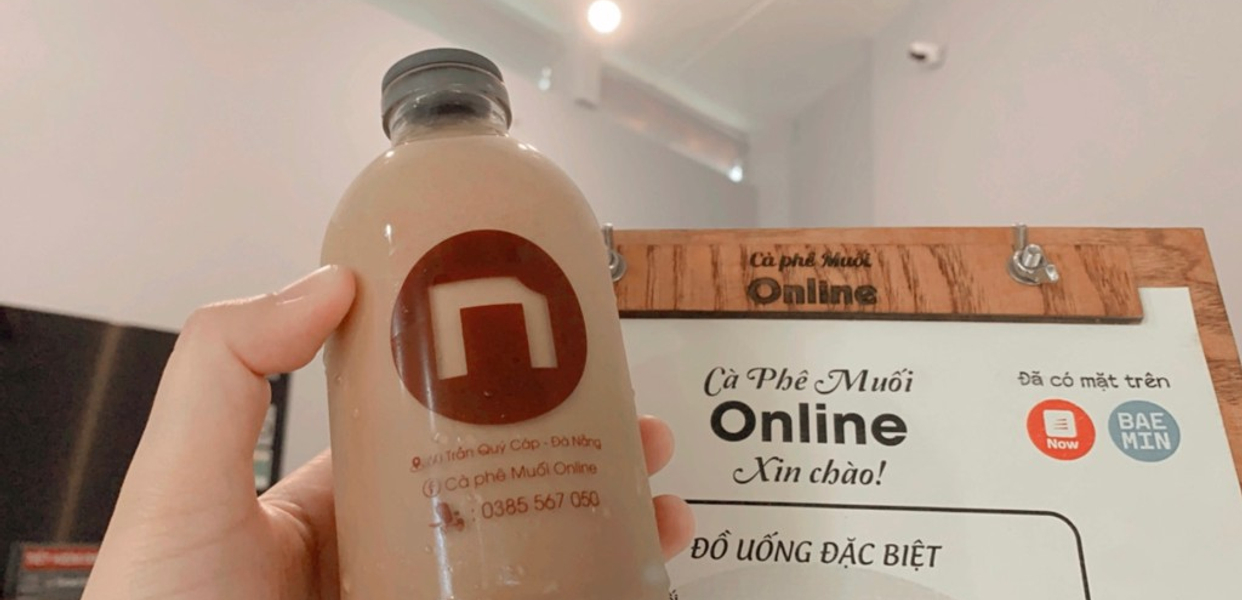 Trần Quý Cáp - Đà Nẵng
Cà phê Muối Online
: 0385 567 050
Cà phê Muối
Online
Cà Phê Muối
Online
Xin chào!
Đã có mặt trên
Now
BAE
MIN
ĐỒ UỐNG ĐẶC BIỆT